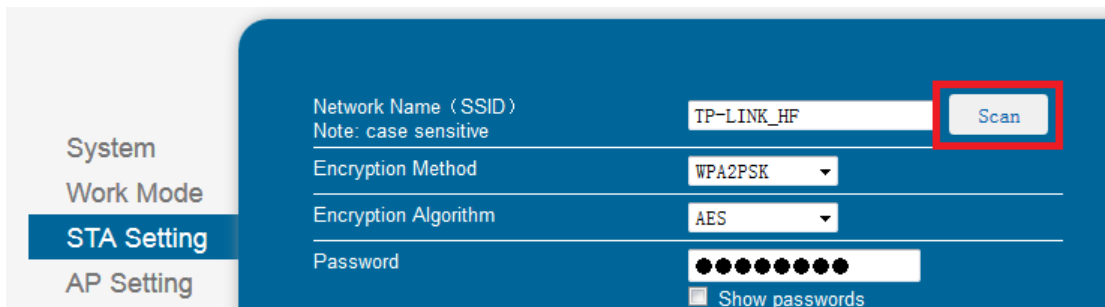 System
Work Mode
STA Setting
AP Setting
Network Name（SSID）
Note: case sensitive
TP-LINK_HF
Scan
Encryption Method
WPA2PSK
Encryption Algorithm
AES
Password
●●●●●●●●
Show passwords